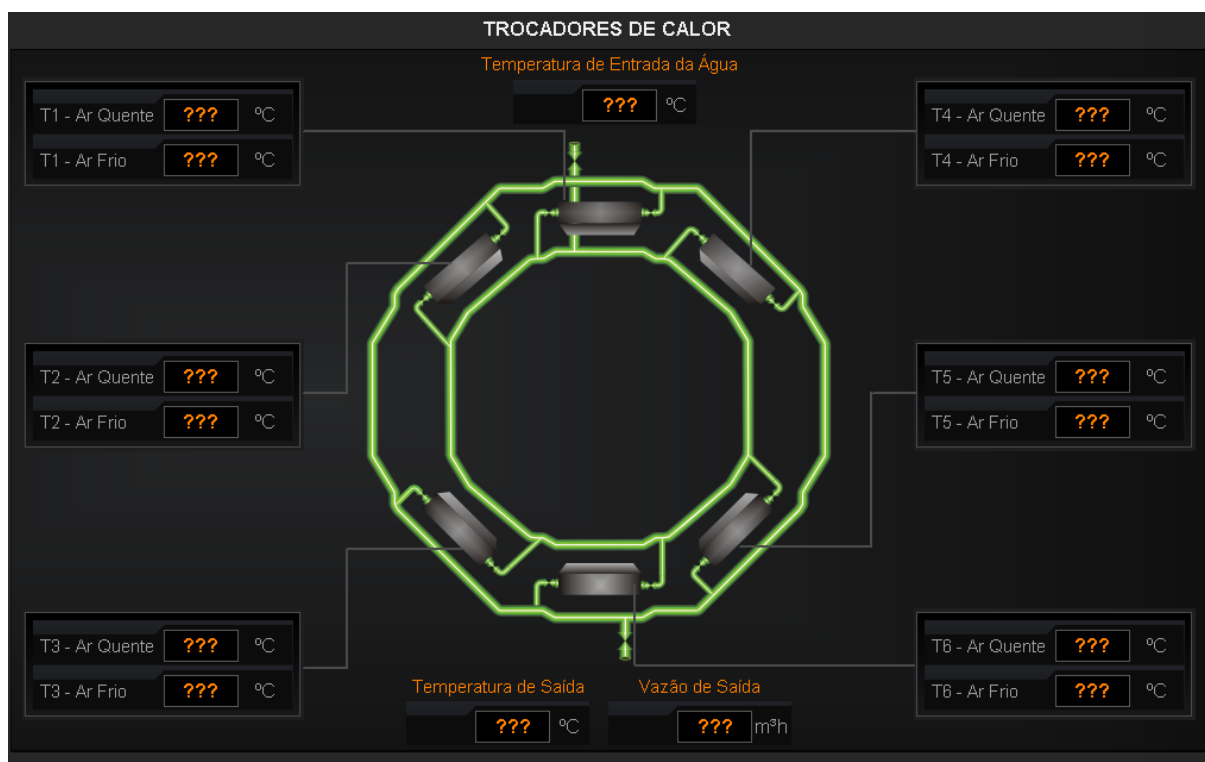 TROCADORES DE CALOR
Temperatura de Entrada da Água
??? ºC
T1 - Ar Quente ??? ºC
T1 - Ar Frio ??? ºC
T4 - Ar Quente ??? ºC
T4 - Ar Frio ??? ºC
T2 - Ar Quente ??? ºC
T2 - Ar Frio ??? ºC
T5 - Ar Quente ??? ºC
T5 - Ar Frio ??? ºC
T3 - Ar Quente ??? ºC
T3 - Ar Frio ??? ºC
T6 - Ar Quente ??? ºC
T6 - Ar Frio ??? ºC
Temperatura de Saída
??? ºC
Vazão de Saída
??? m³h